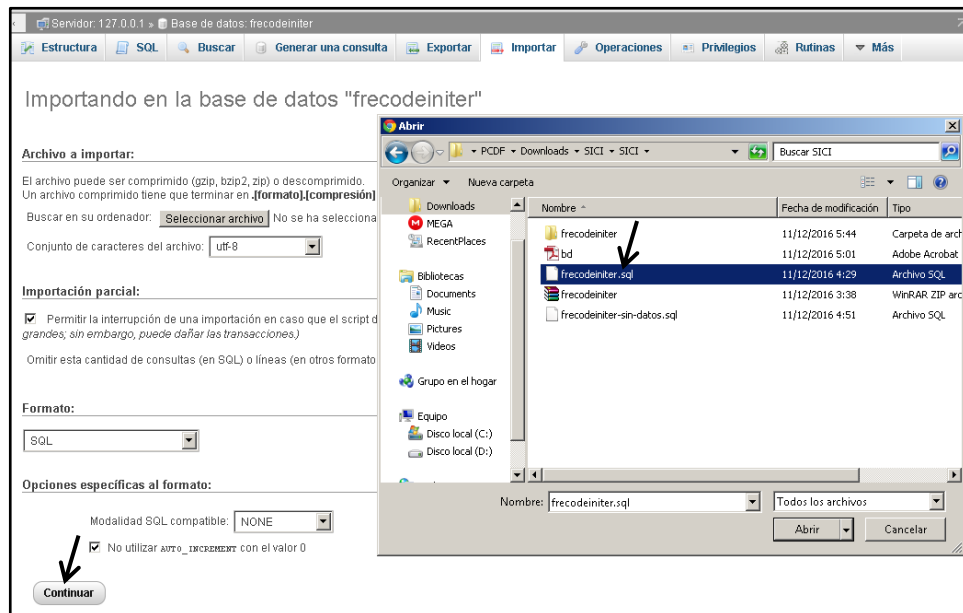 Servidor: 127.0.0.1 » Base de datos: frecodeiniter
Estructura SQL Buscar Generar una consulta Exportar Importar Operaciones Privilegios Rutinas Más
Importando en la base de datos "frecodeiniter"
Archivo a importar:
El archivo puede ser comprimido (gzip, bzip2, zip) o descomprimido.
Un archivo comprimido tiene que terminar en .[formato].[compresión]
Buscar en su ordenador: Seleccionar archivo No se ha selecciona
Conjunto de caracteres del archivo: utf-8
Importación parcial:
Permitir la interrupción de una importación en caso que el script d
grandes; sin embargo, puede dañar las transacciones.)
Omitir esta cantidad de consultas (en SQL) o líneas (en otros formato
Formato:
SQL
Opciones específicas al formato:
Modalidad SQL compatible: NONE
No utilizar AUTO_INCREMENT con el valor 0
Continuar
Abrir
PCDF Downloads SICI SICI Buscar SICI
Organizar Nueva carpeta
Downloads
MEGA
RecentPlaces
Bibliotecas
Documents
Music
Pictures
Videos
Grupo en el hogar
Equipo
Disco local (C:)
Disco local (D:)
Nombre Fecha de modificación Tipo
frecodeiniter 11/12/2016 5:44 Carpeta de arch
bd 11/12/2016 5:01 Adobe Acrobat
frecodeiniter.sql 11/12/2016 4:29 Archivo SQL
frecodeiniter 11/12/2016 3:38 WinRAR ZIP arc
frecodeiniter-sin-datos.sql 11/12/2016 4:51 Archivo SQL
Nombre: frecodeiniter.sql Todos los archivos
Abrir Cancelar